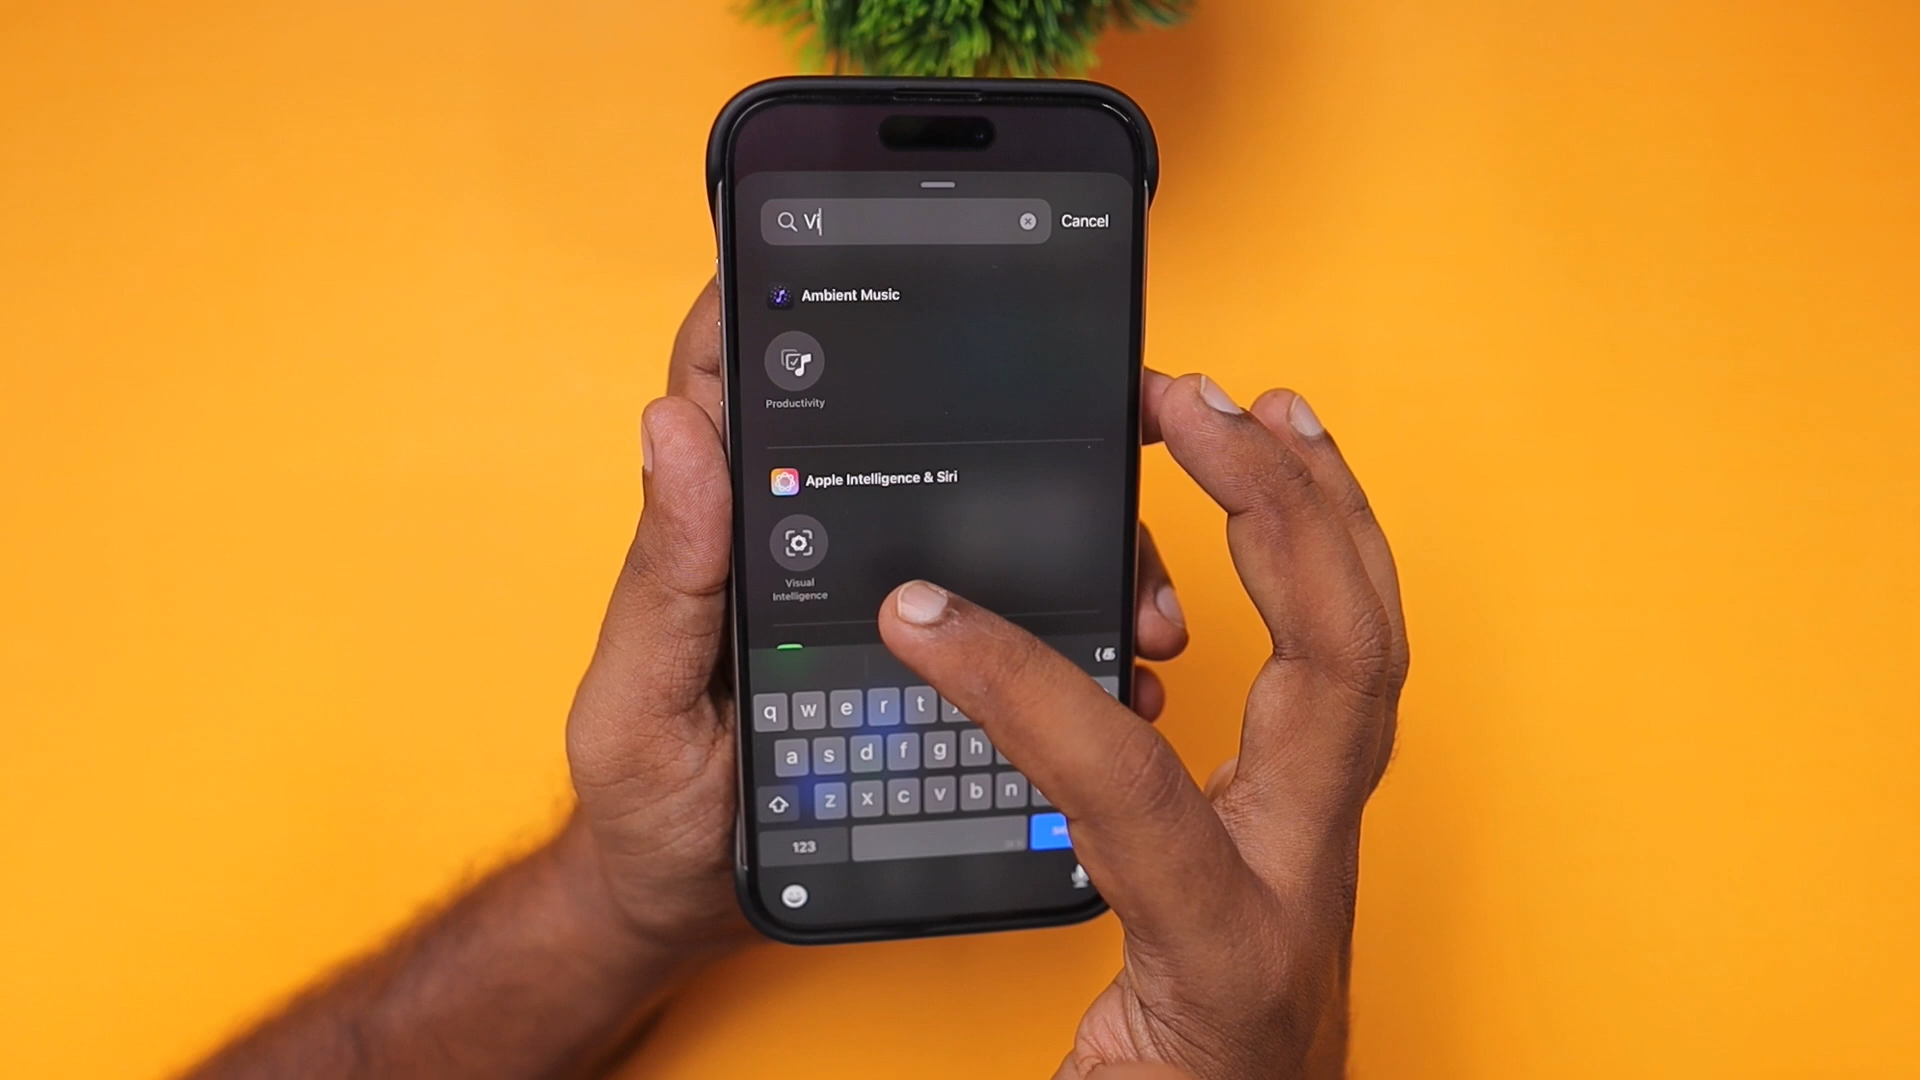 Vi
Cancel
Ambient Music
Productivity
Apple Intelligence & Siri
Visual
Intelligence
q w e r t
a s d f g h
z x c v b n
123